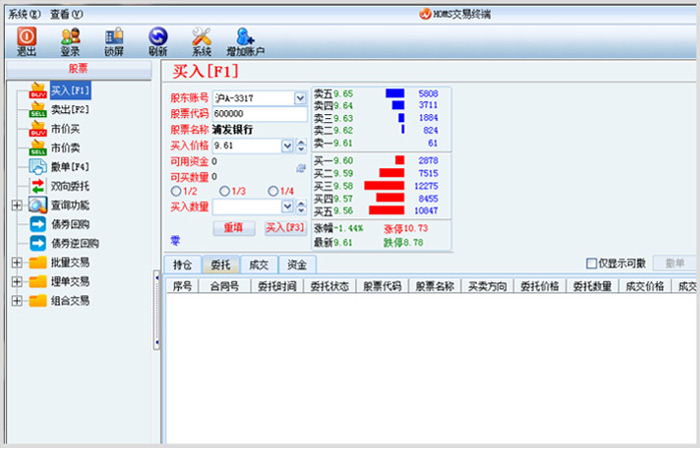 系统(X) 查看(Y) HOMS交易终端
退出 登录 锁屏 刷新 系统 增加账户
股票
买入[F1]
卖出[F2]
市价买
市价卖
撤单[F4]
双向委托
查询功能
债券回购
债券逆回购
批量交易
埋单交易
组合交易
买入[F1]
股东账号 沪A-3317
股票代码 600000
股票名称 浦发银行
买入价格 9.61
可用资金 0
可买数量 0
1/2 1/3 1/4
买入数量
重填 买入[F3]
零
卖五 9.65 5808
卖四 9.64 3711
卖三 9.63 1884
卖二 9.62 824
卖一 9.61 61
买一 9.60 2878
买二 9.59 7515
买三 9.58 12275
买四 9.57 8455
买五 9.56 10847
涨幅 -1.44% 涨停 10.73
最新 9.61 跌停 8.78
持仓 委托 成交 资金 仅显示可撤 撤单
序号 合同号 委托时间 委托状态 股票代码 股票名称 买卖方向 委托价格 委托数量 成交价格 成交